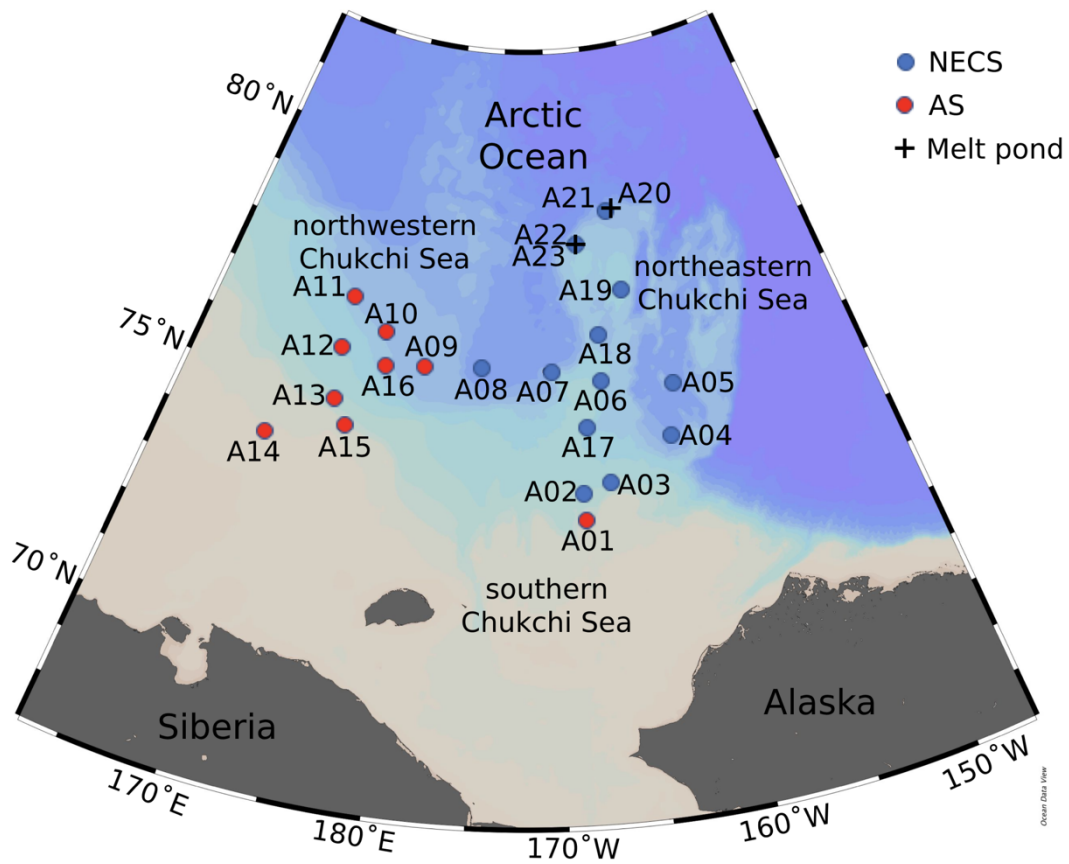 NECS
AS
Melt pond
80°N
75°N
70°N
Arctic
Ocean
northwestern
Chukchi Sea
northeastern
Chukchi Sea
A21
A20
A22
A23
A19
A11
A10
A12
A09
A16
A08
A07
A18
A06
A05
A13
A14
A15
A17
A04
A02
A03
A01
southern
Chukchi Sea
Siberia
Alaska
170°E
180°E
170°W
160°W
150°W
Ocean Data View